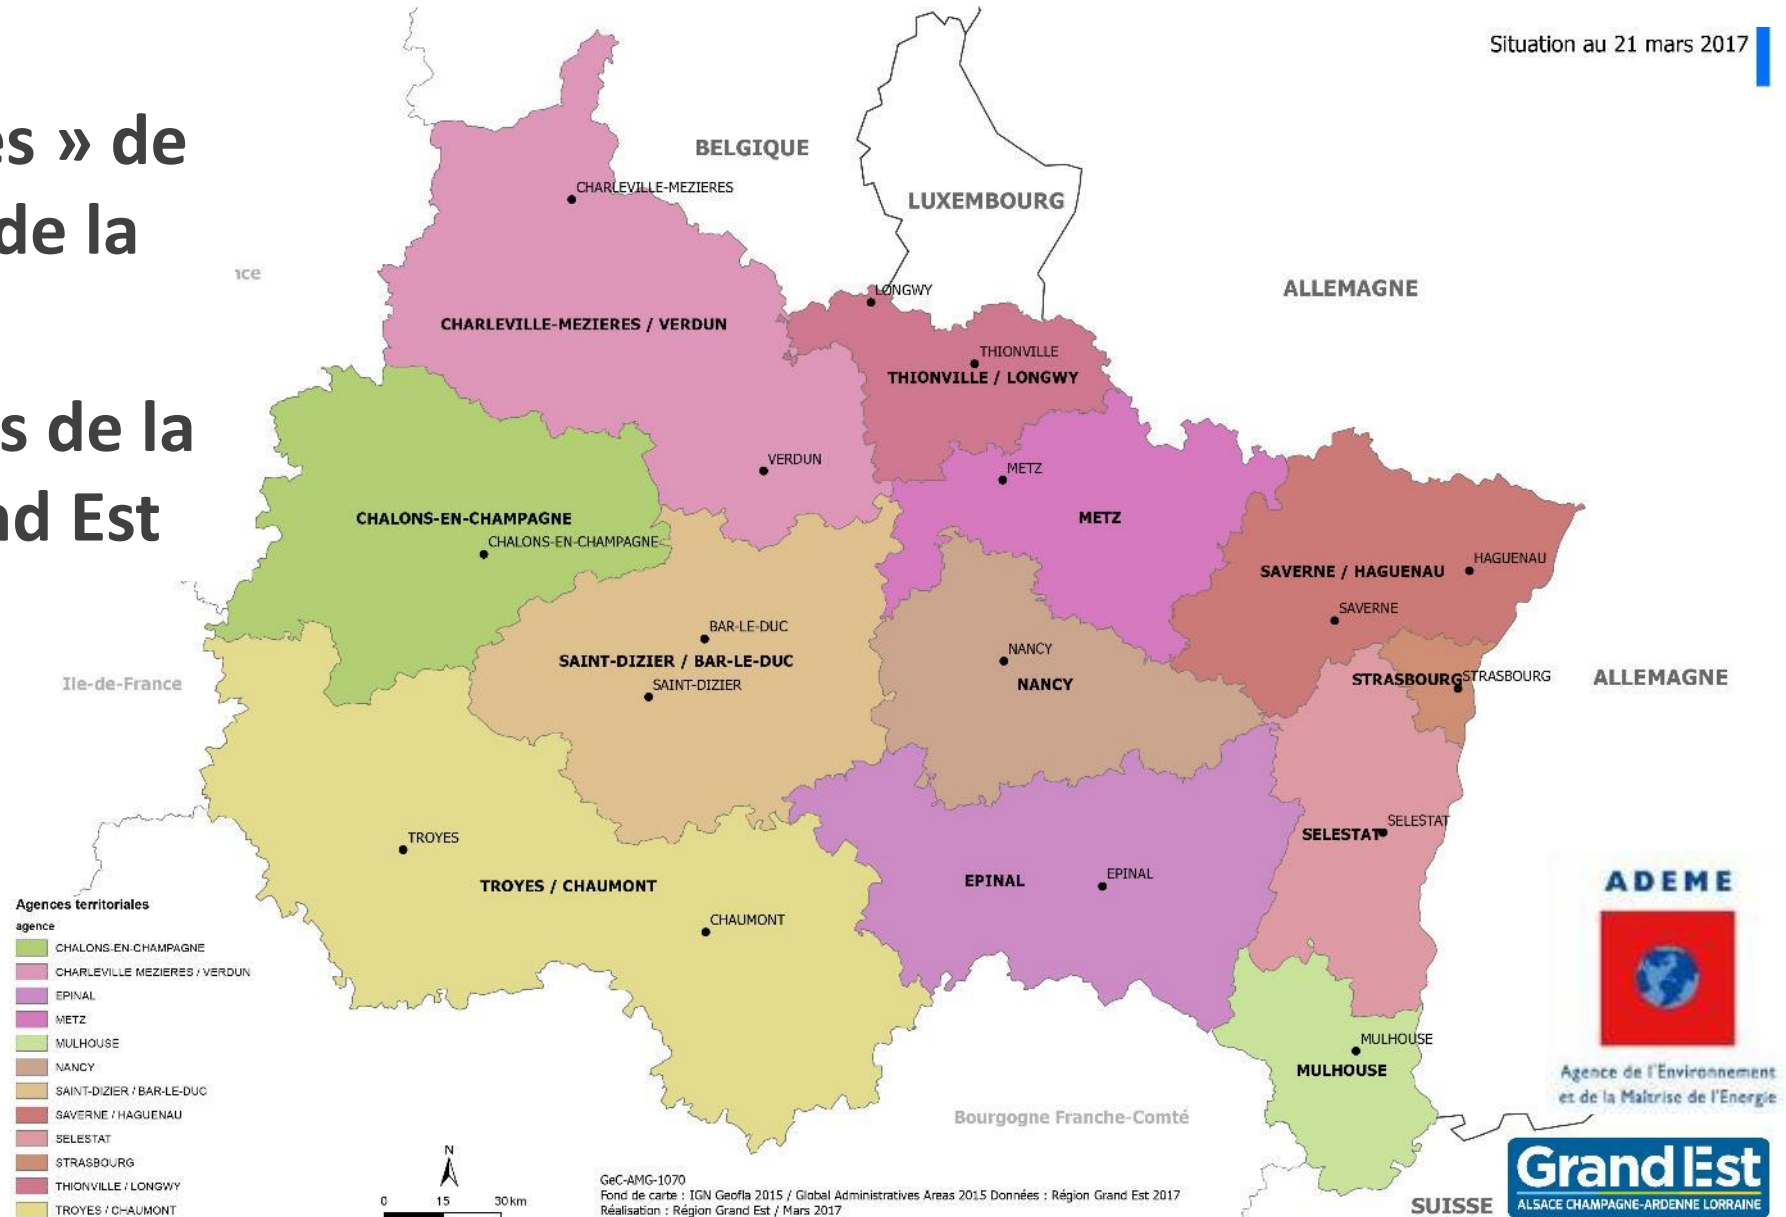 Situation au 21 mars 2017
es » de
de la
s de la
nd Est
BELGIQUE
LUXEMBOURG
ALLEMAGNE
CHARLEVILLE-MEZIERES
CHARLEVILLE-MEZIERES / VERDUN
LONGWY
THIONVILLE
THIONVILLE / LONGWY
VERDUN
METZ
METZ
CHALONS-EN-CHAMPAGNE
CHALONS-EN-CHAMPAGNE
HAGUENAU
SAVERNE / HAGUENAU
SAVERNE
BAR-LE-DUC
SAINT-DIZIER / BAR-LE-DUC
SAINT-DIZIER
NANCY
NANCY
STRASBOURG
STRASBOURG
Ile-de-France
ALLEMAGNE
TROYES
TROYES / CHAUMONT
CHAUMONT
EPINAL
EPINAL
SELESTAT
SELESTAT
MULHOUSE
MULHOUSE
Bourgogne Franche-Comté
SUISSE
Agences territoriales
agence
CHALONS-EN-CHAMPAGNE
CHARLEVILLE MEZIERES / VERDUN
EPINAL
METZ
MULHOUSE
NANCY
SAINT-DIZIER / BAR-LE-DUC
SAVERNE / HAGUENAU
SELESTAT
STRASBOURG
THIONVILLE / LONGWY
TROYES / CHAUMONT
N
0 15 30 km
GeC-AMG-1070
Fond de carte : IGN Geofla 2015 / Global Administratives Areas 2015 Données : Région Grand Est 2017
Réalisation : Région Grand Est / Mars 2017
ADEME
Agence de l'Environnement
et de la Maîtrise de l'Energie
Grand Est
ALSACE CHAMPAGNE-ARDENNE LORRAINE